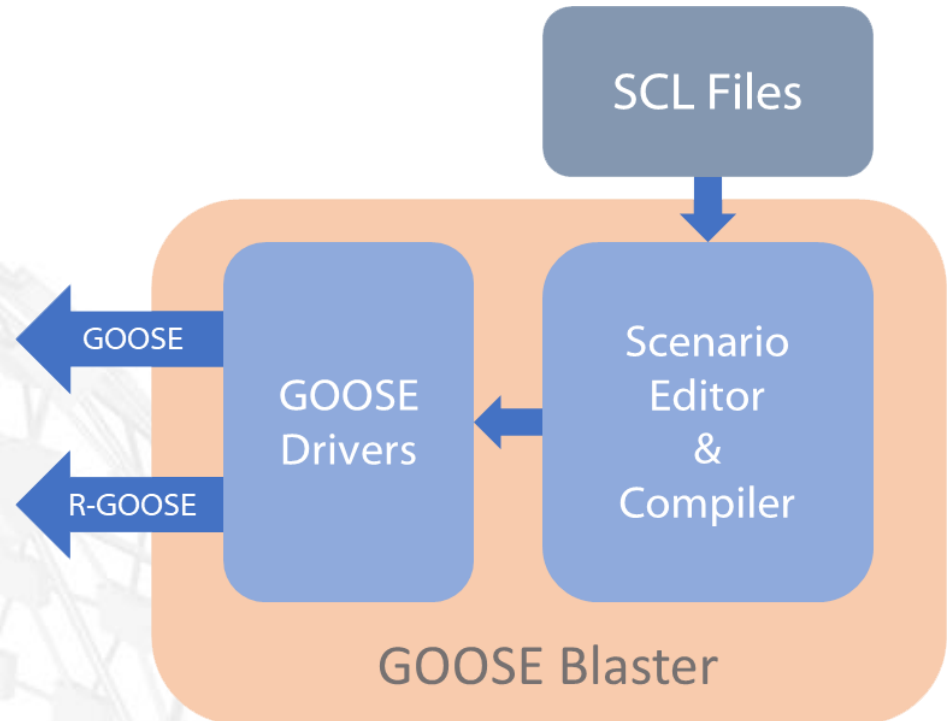 SCL Files
GOOSE
R-GOOSE
GOOSE
Drivers
Scenario
Editor
&
Compiler
GOOSE Blaster